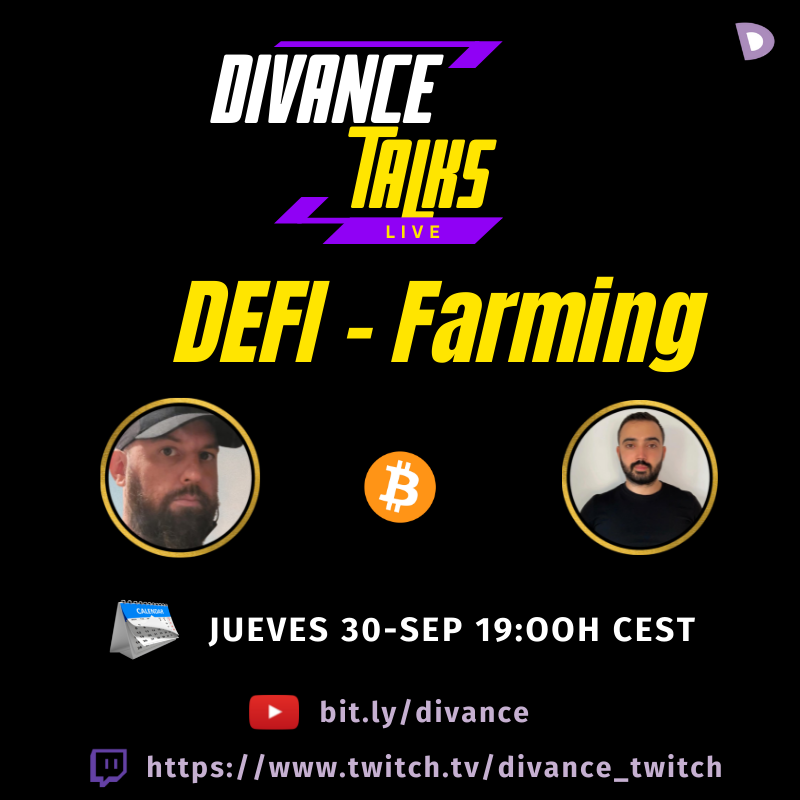 D
DIVANCE
TALKS
LIVE
DEFI - Farming
CALENDAR
JUEVES 30-SEP 19:OOH CEST
bit.ly/divance
https://www.twitch.tv/divance_twitch